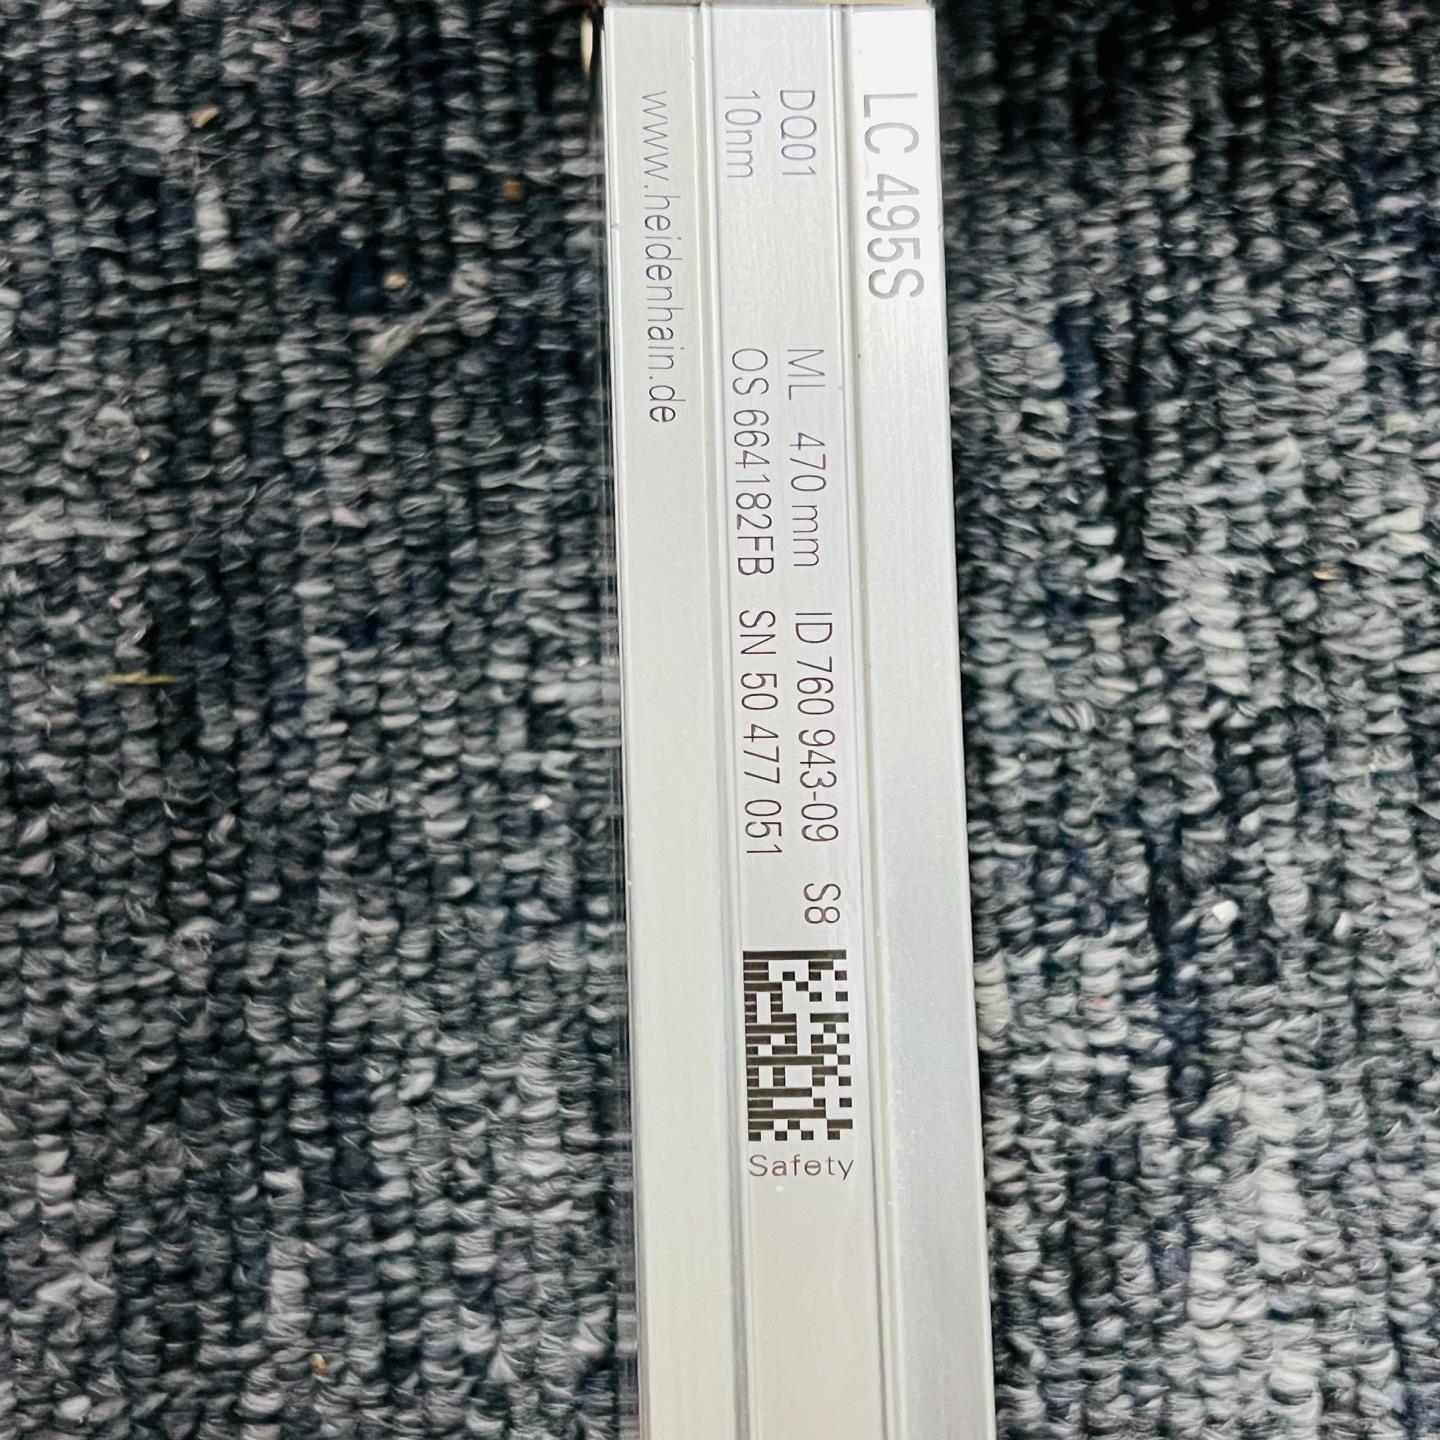 LC 495S
DQ01 ML 470 mm ID 760 943-09 S8
10nm OS 664182FB SN 50 477 051
www.heidenhain.de
Safety